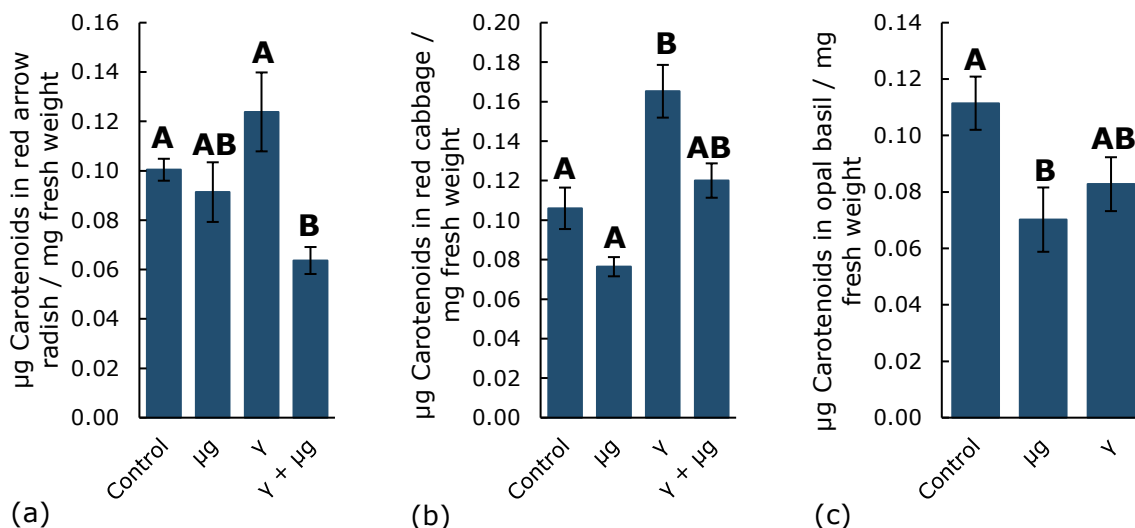 µg Carotenoids in red arrow
radish / mg fresh weight
0.16
0.14
0.12
0.10
0.08
0.06
0.04
0.02
0.00
A
AB
A
B
Control
µg
γ
γ + µg
(a)
µg Carotenoids in red cabbage /
mg fresh weight
0.20
0.18
0.16
0.14
0.12
0.10
0.08
0.06
0.04
0.02
0.00
A
A
B
AB
Control
µg
γ
γ + µg
(b)
µg Carotenoids in opal basil / mg
fresh weight
0.14
0.12
0.10
0.08
0.06
0.04
0.02
0.00
A
B
AB
Control
µg
γ
(c)